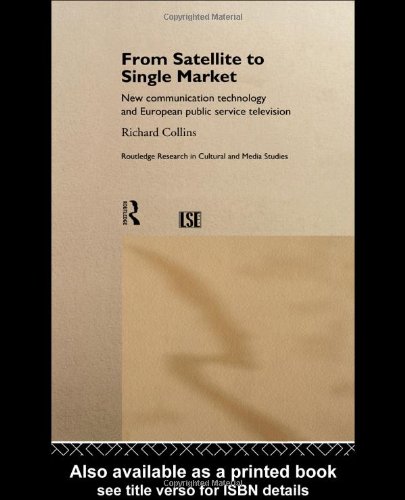 Copyrighted Material
From Satellite to
Single Market
New communication technology
and European public service television
Richard Collins
Routledge Research in Cultural and Media Studies
ROUTLEDGE
LSE
Copyrighted Material
Also available as a printed book
see title verso for ISBN details